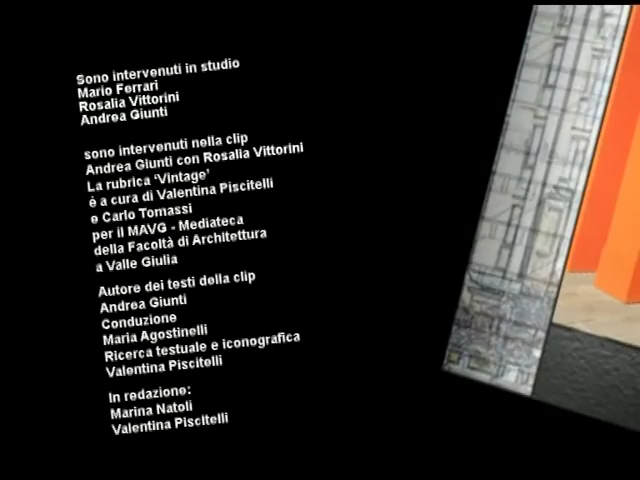 Sono intervenuti in studio
Mario Ferrari
Rosalia Vittorini
Andrea Giunti
sono intervenuti nella clip
Andrea Giunti con Rosalia Vittorini
La rubrica 'Vintage'
è a cura di Valentina Piscitelli
e Carlo Tomassi
per il MAVG - Mediateca
della Facoltà di Architettura
a Valle Giulia
Autore dei testi della clip
Andrea Giunti
Conduzione
Maria Agostinelli
Ricerca testuale e iconografica
Valentina Piscitelli
In redazione:
Marina Natoli
Valentina Piscitelli